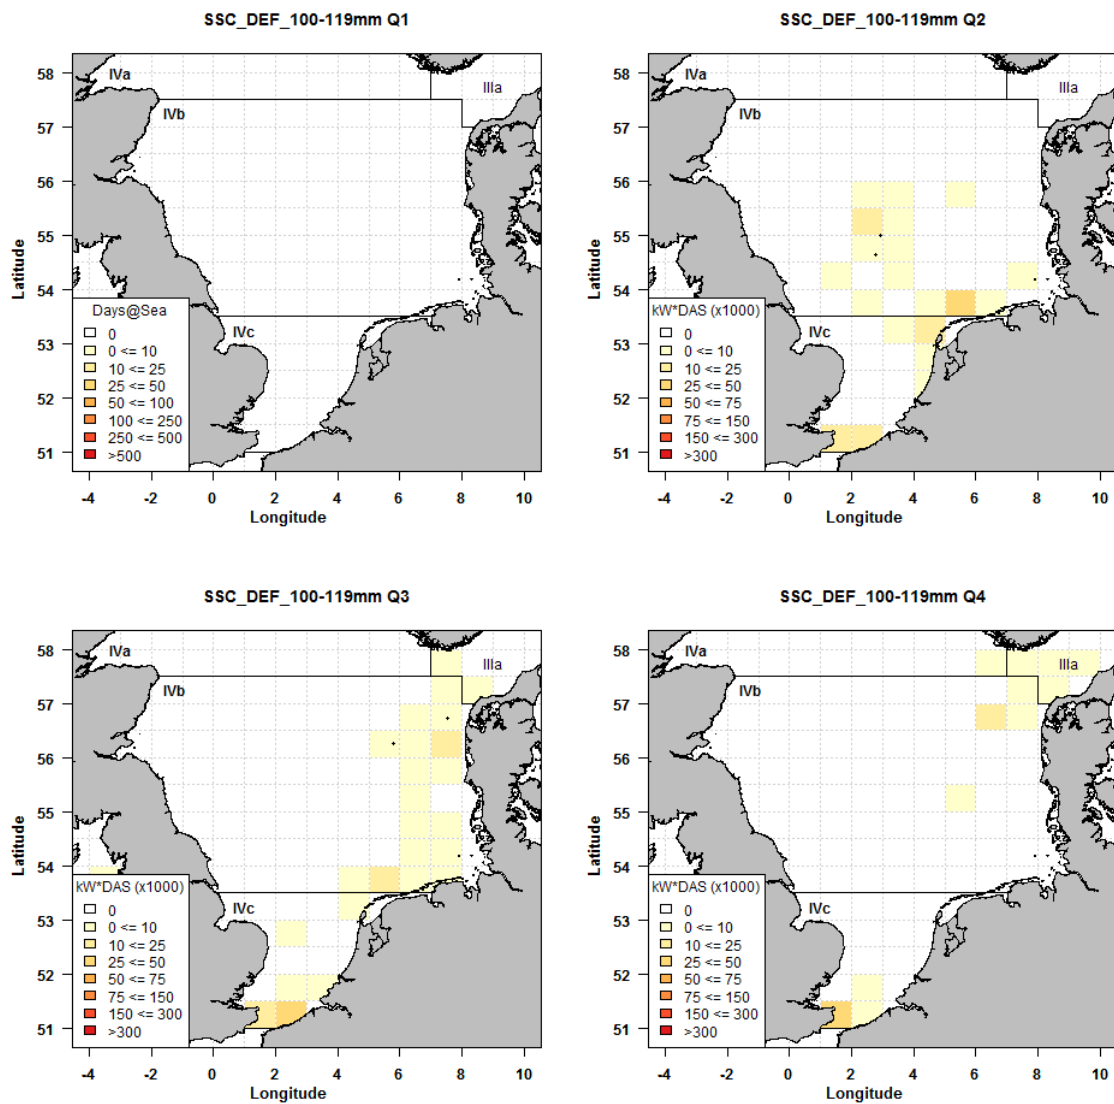 SSC_DEF_100-119mm Q1
58
57
56
55
54
53
52
51
Latitude
IVa
IIIa
IVb
IVc
Days@Sea
0
0 <= 10
10 <= 25
25 <= 50
50 <= 100
100 <= 250
250 <= 500
>500
-4 -2 0 2 4 6 8 10
Longitude
SSC_DEF_100-119mm Q2
58
57
56
55
54
53
52
51
Latitude
IVa
IIIa
IVb
IVc
kW*DAS (x1000)
0
0 <= 10
10 <= 25
25 <= 50
50 <= 75
75 <= 150
150 <= 300
>300
-4 -2 0 2 4 6 8 10
Longitude
SSC_DEF_100-119mm Q3
58
57
56
55
54
53
52
51
Latitude
IVa
IIIa
IVb
IVc
kW*DAS (x1000)
0
0 <= 10
10 <= 25
25 <= 50
50 <= 75
75 <= 150
150 <= 300
>300
-4 -2 0 2 4 6 8 10
Longitude
SSC_DEF_100-119mm Q4
58
57
56
55
54
53
52
51
Latitude
IVa
IIIa
IVb
IVc
kW*DAS (x1000)
0
0 <= 10
10 <= 25
25 <= 50
50 <= 75
75 <= 150
150 <= 300
>300
-4 -2 0 2 4 6 8 10
Longitude